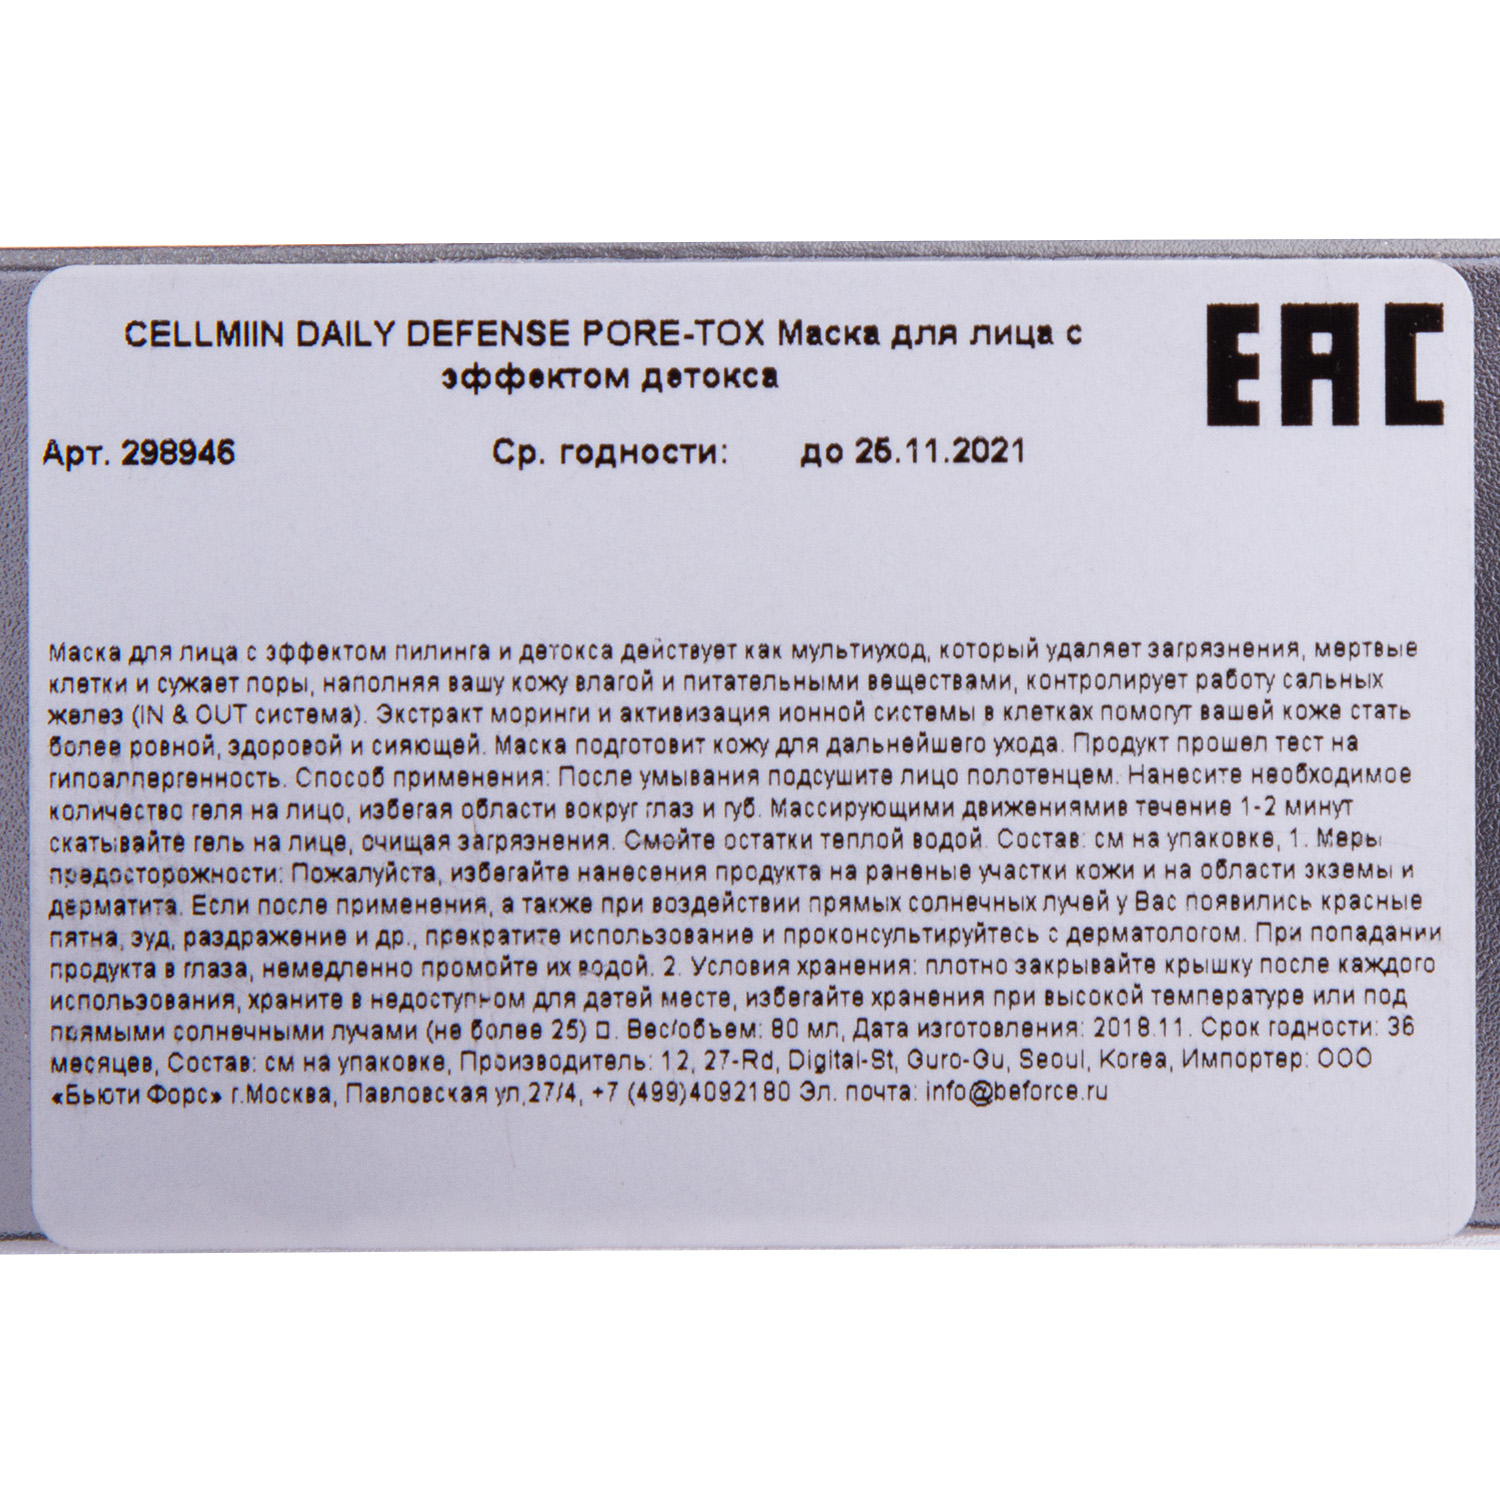 CELLMIIN DAILY DEFENSE PORE-TOX Маска для лица с
эффектом детокса
EAC
Арт. 298946 Ср. годности: до 25.11.2021
Маска для лица с эффектом пилинга и детокса действует как мультиуход, который удаляет загрязнения, мертвые
клетки и сужает поры, наполняя вашу кожу влагой и питательными веществами, контролирует работу сальных
желез (IN & OUT система). Экстракт моринги и активизация ионной системы в клетках помогут вашей коже стать
более ровной, здоровой и сияющей. Маска подготовит кожу для дальнейшего ухода. Продукт прошел тест на
гипоаллергенность. Способ применения: После умывания подсушите лицо полотенцем. Нанесите необходимое
количество геля на лицо, избегая области вокруг глаз и губ. Массирующими движениямив течение 1-2 минут
скатывайте гель на лице, очищая загрязнения. Смойте остатки теплой водой. Состав: см на упаковке, 1. Меры
предосторожности: Пожалуйста, избегайте нанесения продукта на раненые участки кожи и на области экземы и
дерматита. Если после применения, а также при воздействии прямых солнечных лучей у Вас появились красные
пятна, зуд, раздражение и др., прекратите использование и проконсультируйтесь с дерматологом. При попадании
продукта в глаза, немедленно промойте их водой. 2. Условия хранения: плотно закрывайте крышку после каждого
использования, храните в недоступном для детей месте, избегайте хранения при высокой температуре или под
прямыми солнечными лучами (не более 25) □. Вес/объем: 80 мл, Дата изготовления: 2018.11. Срок годности: 36
месяцев, Состав: см на упаковке, Производитель: 12, 27-Rd, Digital-St, Guro-Gu, Seoul, Korea, Импортер: ООО
«Бьюти Форс» г.Москва, Павловская ул,27/4, +7 (499)4092180 Эл. почта: info@beforce.ru